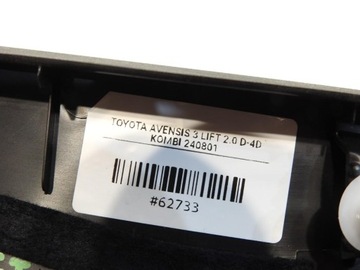 TOYOTA AVENSIS 3 LIFT 2.0 D-4D
KOMBI 240801
#62733